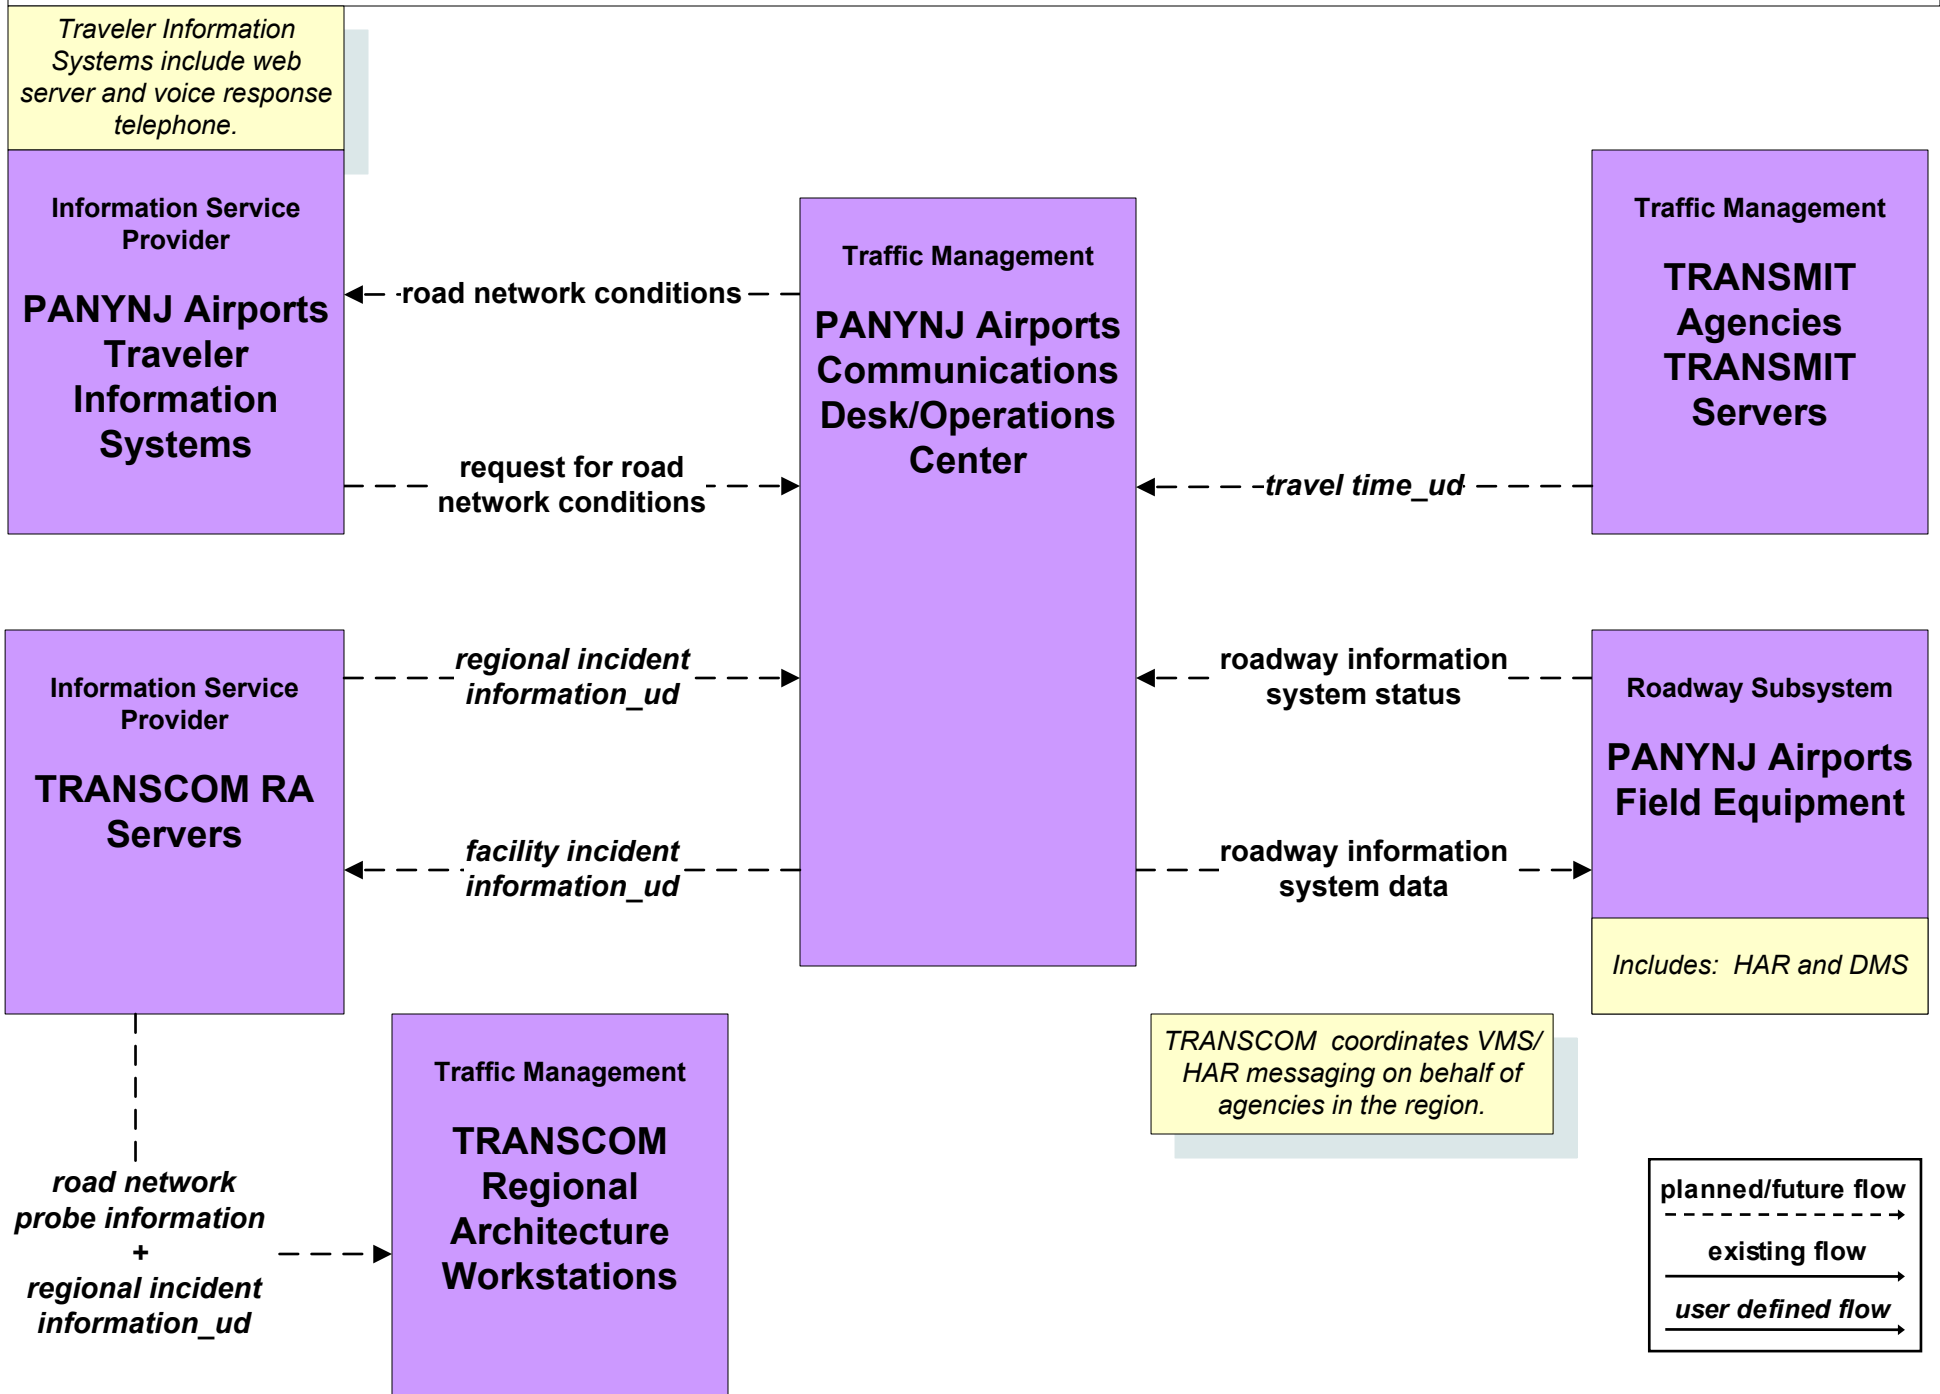 Traveler Information
Systems include web
server and voice response
telephone.
Information Service
Provider
PANYNJ Airports
Traveler
Information
Systems
road network conditions
request for road
network conditions
Traffic Management
PANYNJ Airports
Communications
Desk/Operations
Center
Traffic Management
TRANSMIT
Agencies
TRANSMIT
Servers
travel time_ud
Information Service
Provider
TRANSCOM RA
Servers
regional incident
information_ud
facility incident
information_ud
roadway information
system status
roadway information
system data
Roadway Subsystem
PANYNJ Airports
Field Equipment
Includes: HAR and DMS
road network
probe information
+
regional incident
information_ud
Traffic Management
TRANSCOM
Regional
Architecture
Workstations
TRANSCOM coordinates VMS/
HAR messaging on behalf of
agencies in the region.
planned/future flow
existing flow
user defined flow